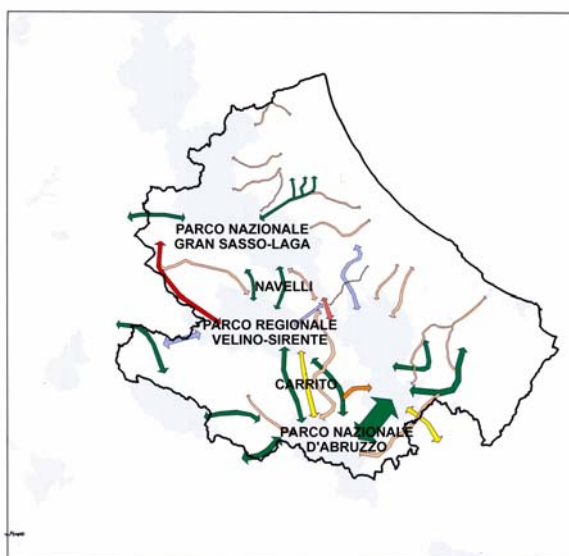 PARCO NAZIONALE
GRAN SASSO-LAGA
NAVELLI
PARCO REGIONALE
VELINO-SIRENTE
CARRITO
PARCO NAZIONALE
D'ABRUZZO